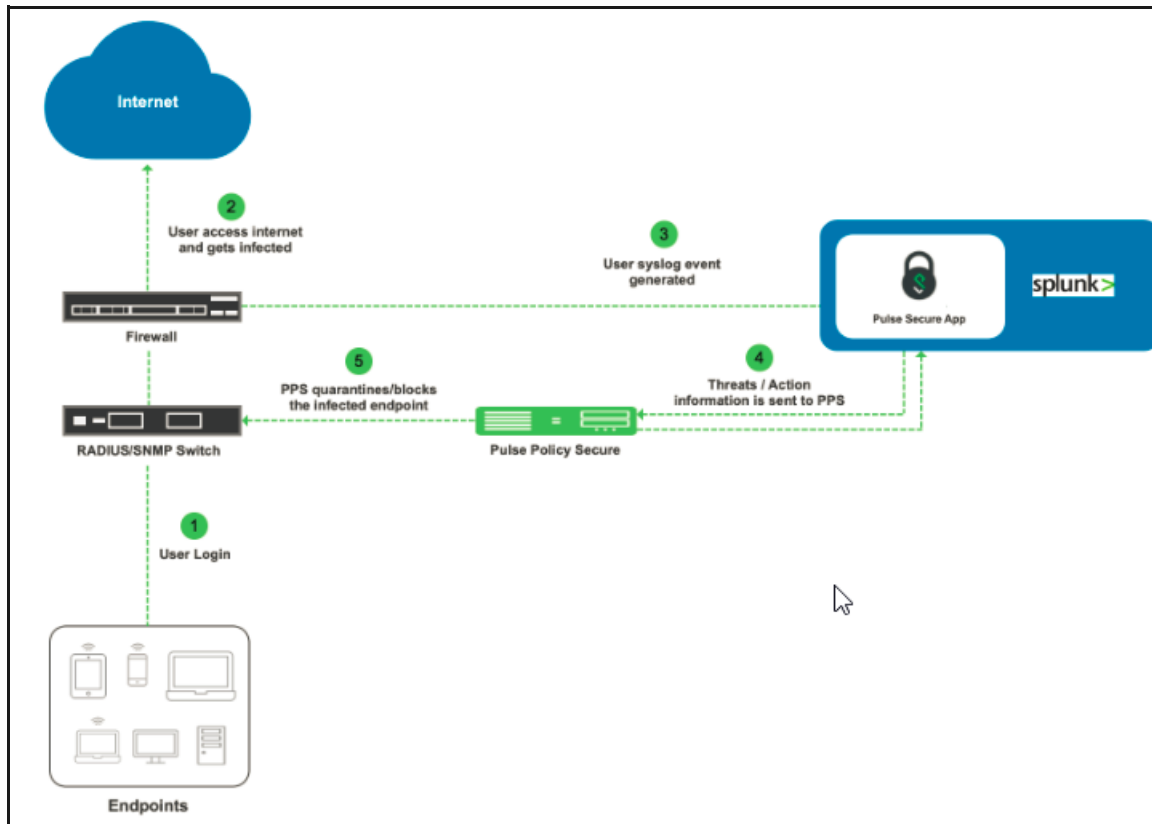 Internet
2
User access internet
and gets infected
3
User syslog event
generated
Pulse Secure App
splunk>
Firewall
5
PPS quarantines/blocks
the infected endpoint
4
Threats / Action
information is sent to PPS
RADIUS/SNMP Switch
Pulse Policy Secure
1
User Login
Endpoints